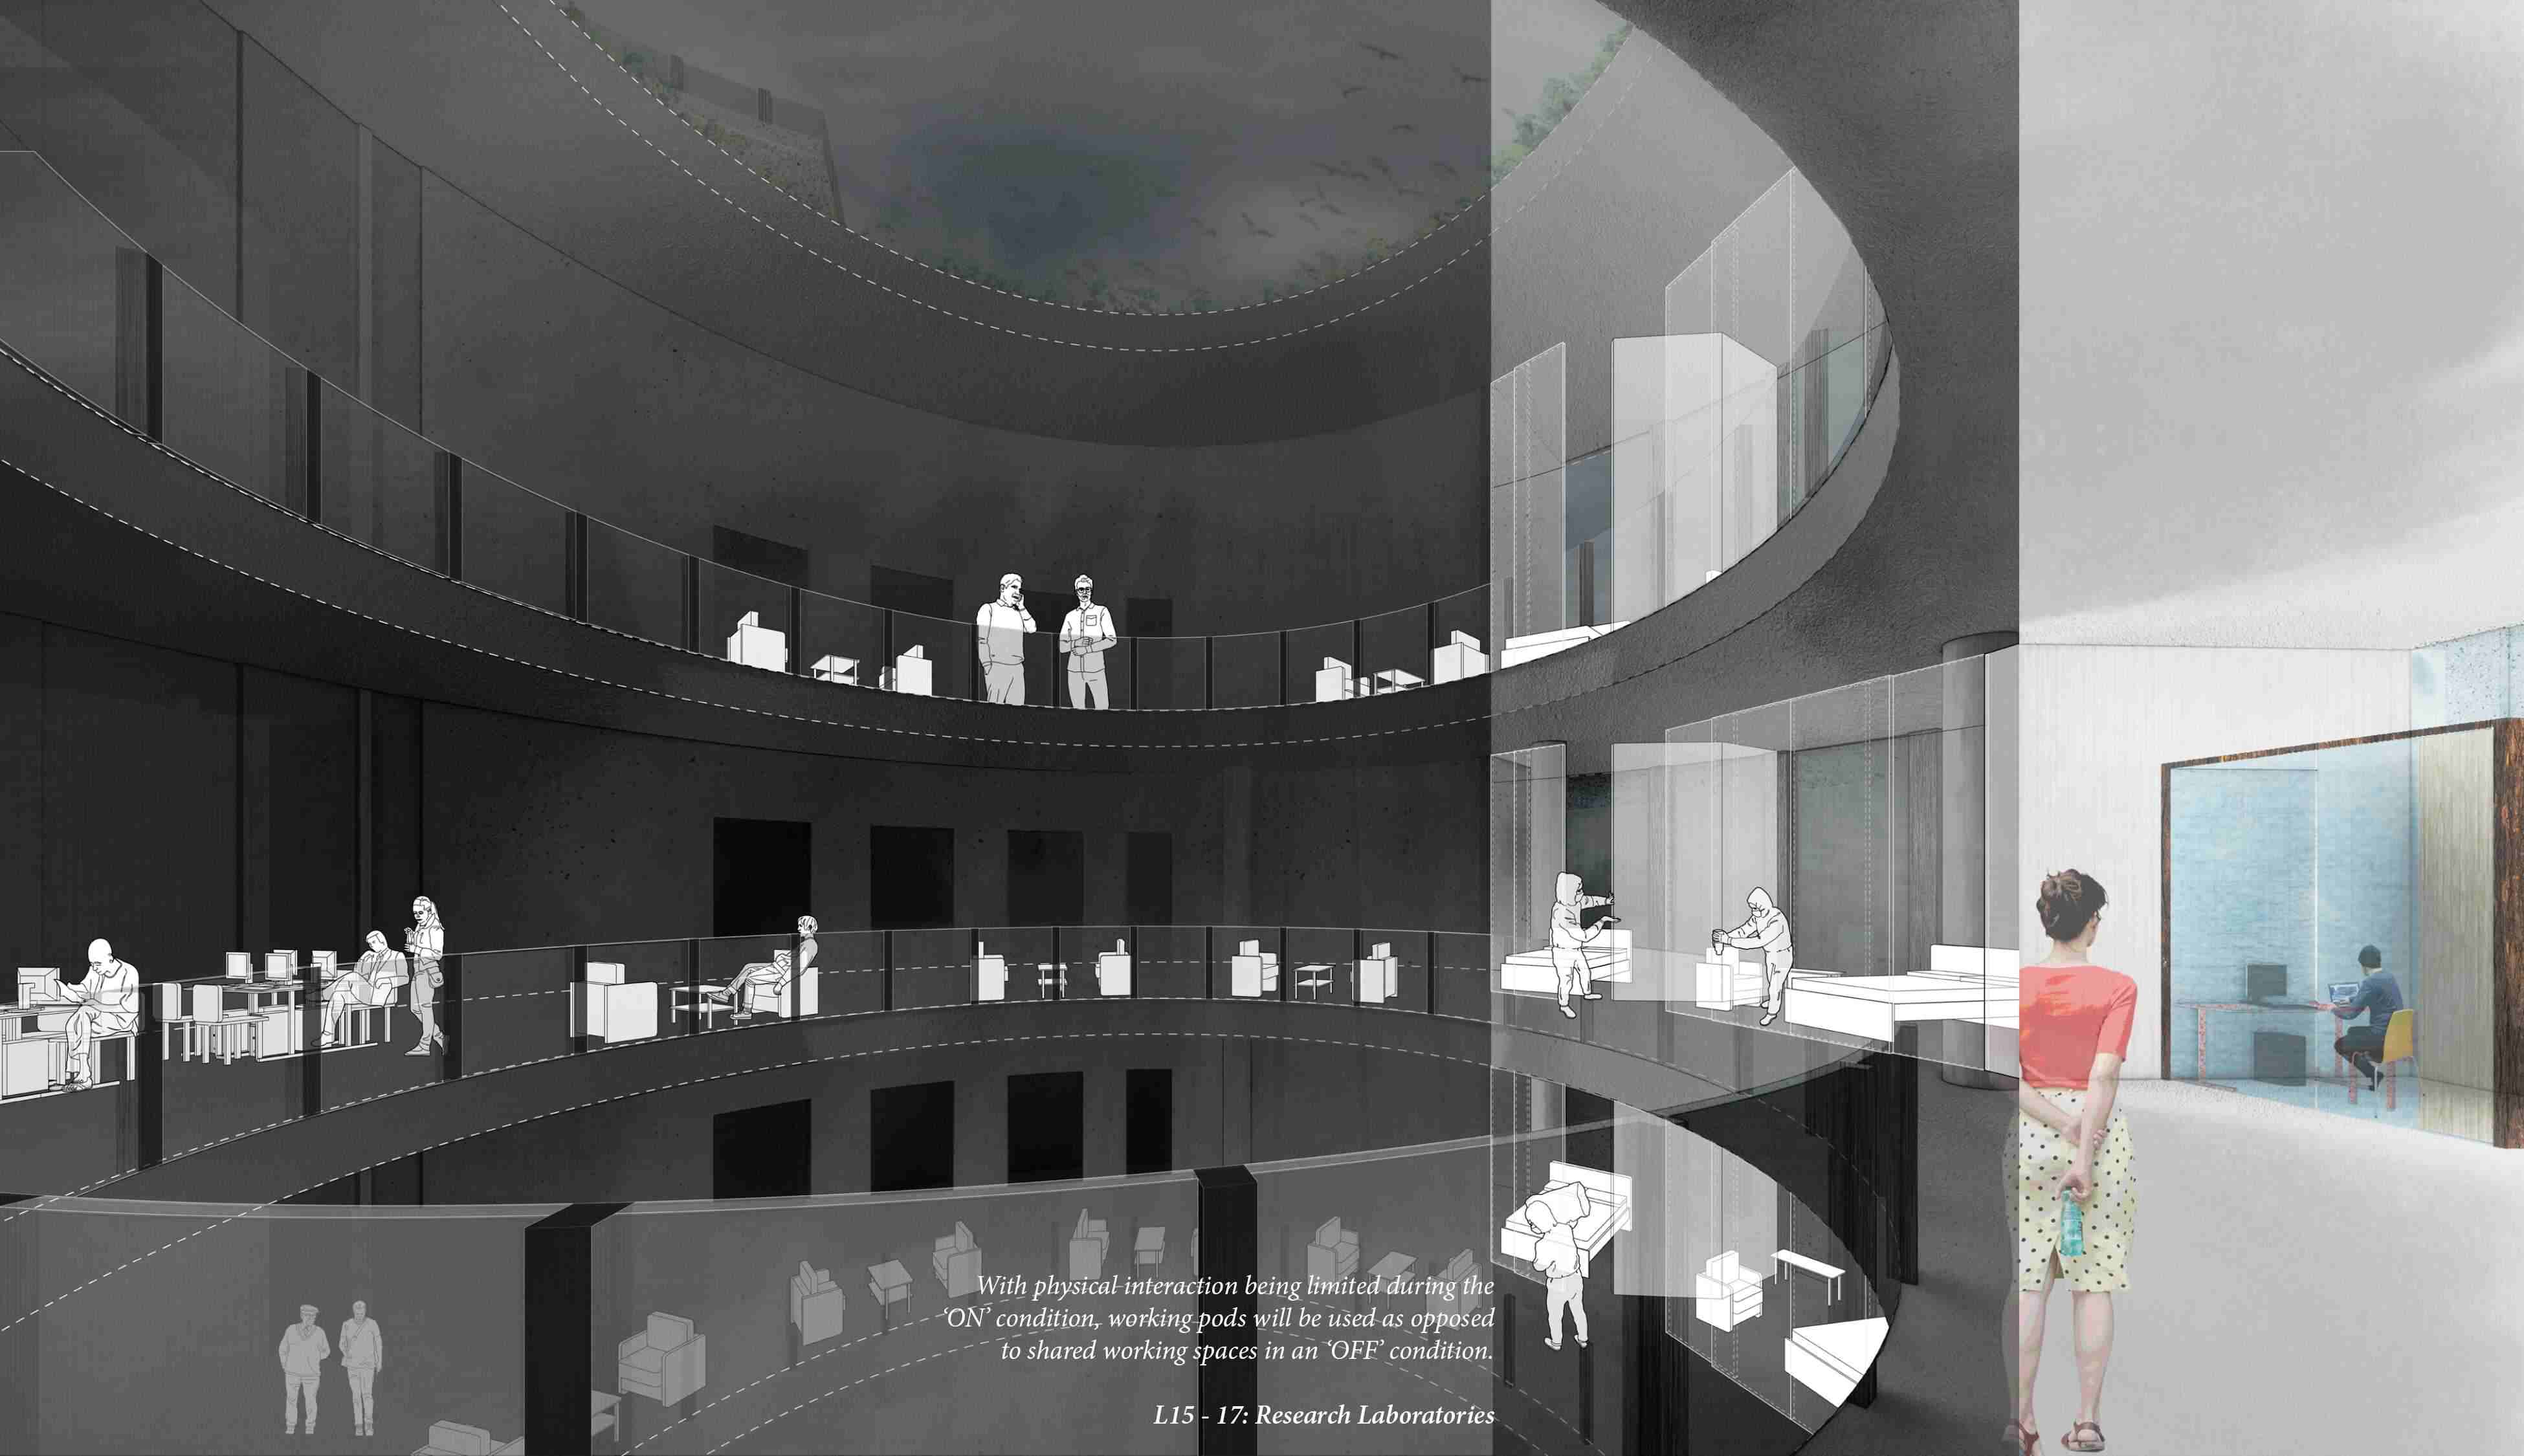 With physical interaction being limited during the
‘ON’ condition, working pods will be used as opposed
to shared working spaces in an ‘OFF’ condition.
L15 - 17: Research Laboratories